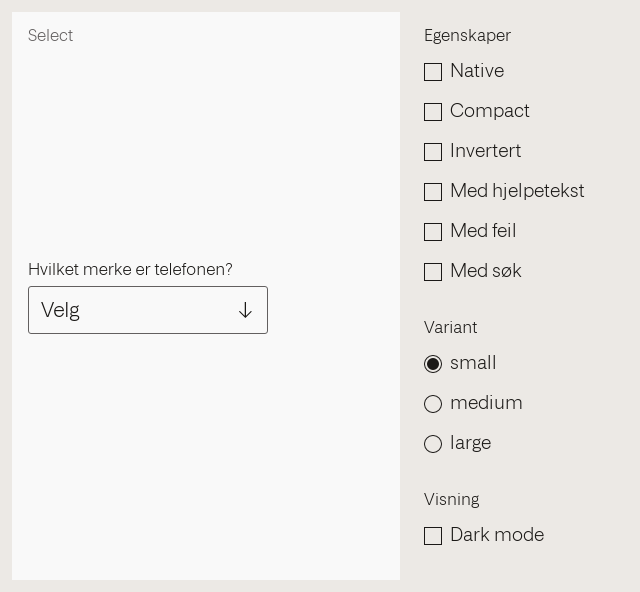 Select
Hvilket merke er telefonen?
Velg
Egenskaper
Native
Compact
Invertert
Med hjelpetekst
Med feil
Med søk
Variant
small
medium
large
Visning
Dark mode